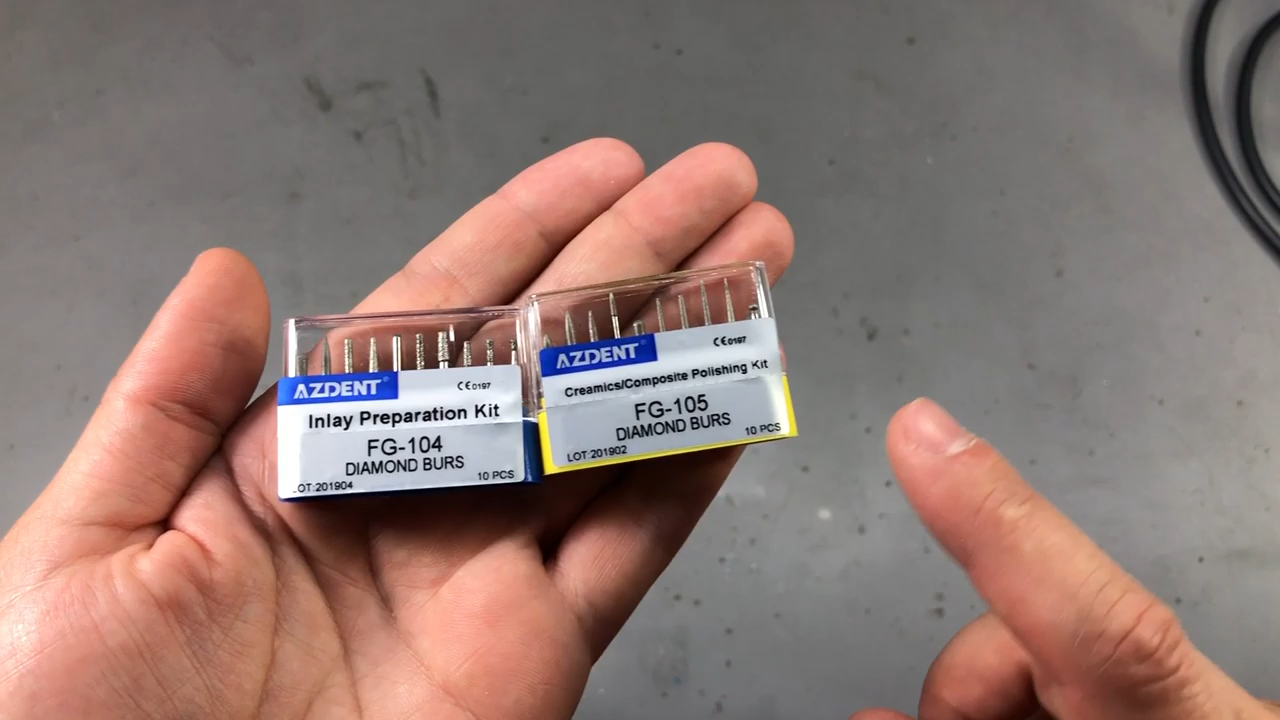 AZDENT®
CE0197
Inlay Preparation Kit
FG-104
DIAMOND BURS
10 PCS
LOT:201904
AZDENT®
CE0197
Creamics/Composite Polishing Kit
FG-105
DIAMOND BURS
10 PCS
LOT:201902